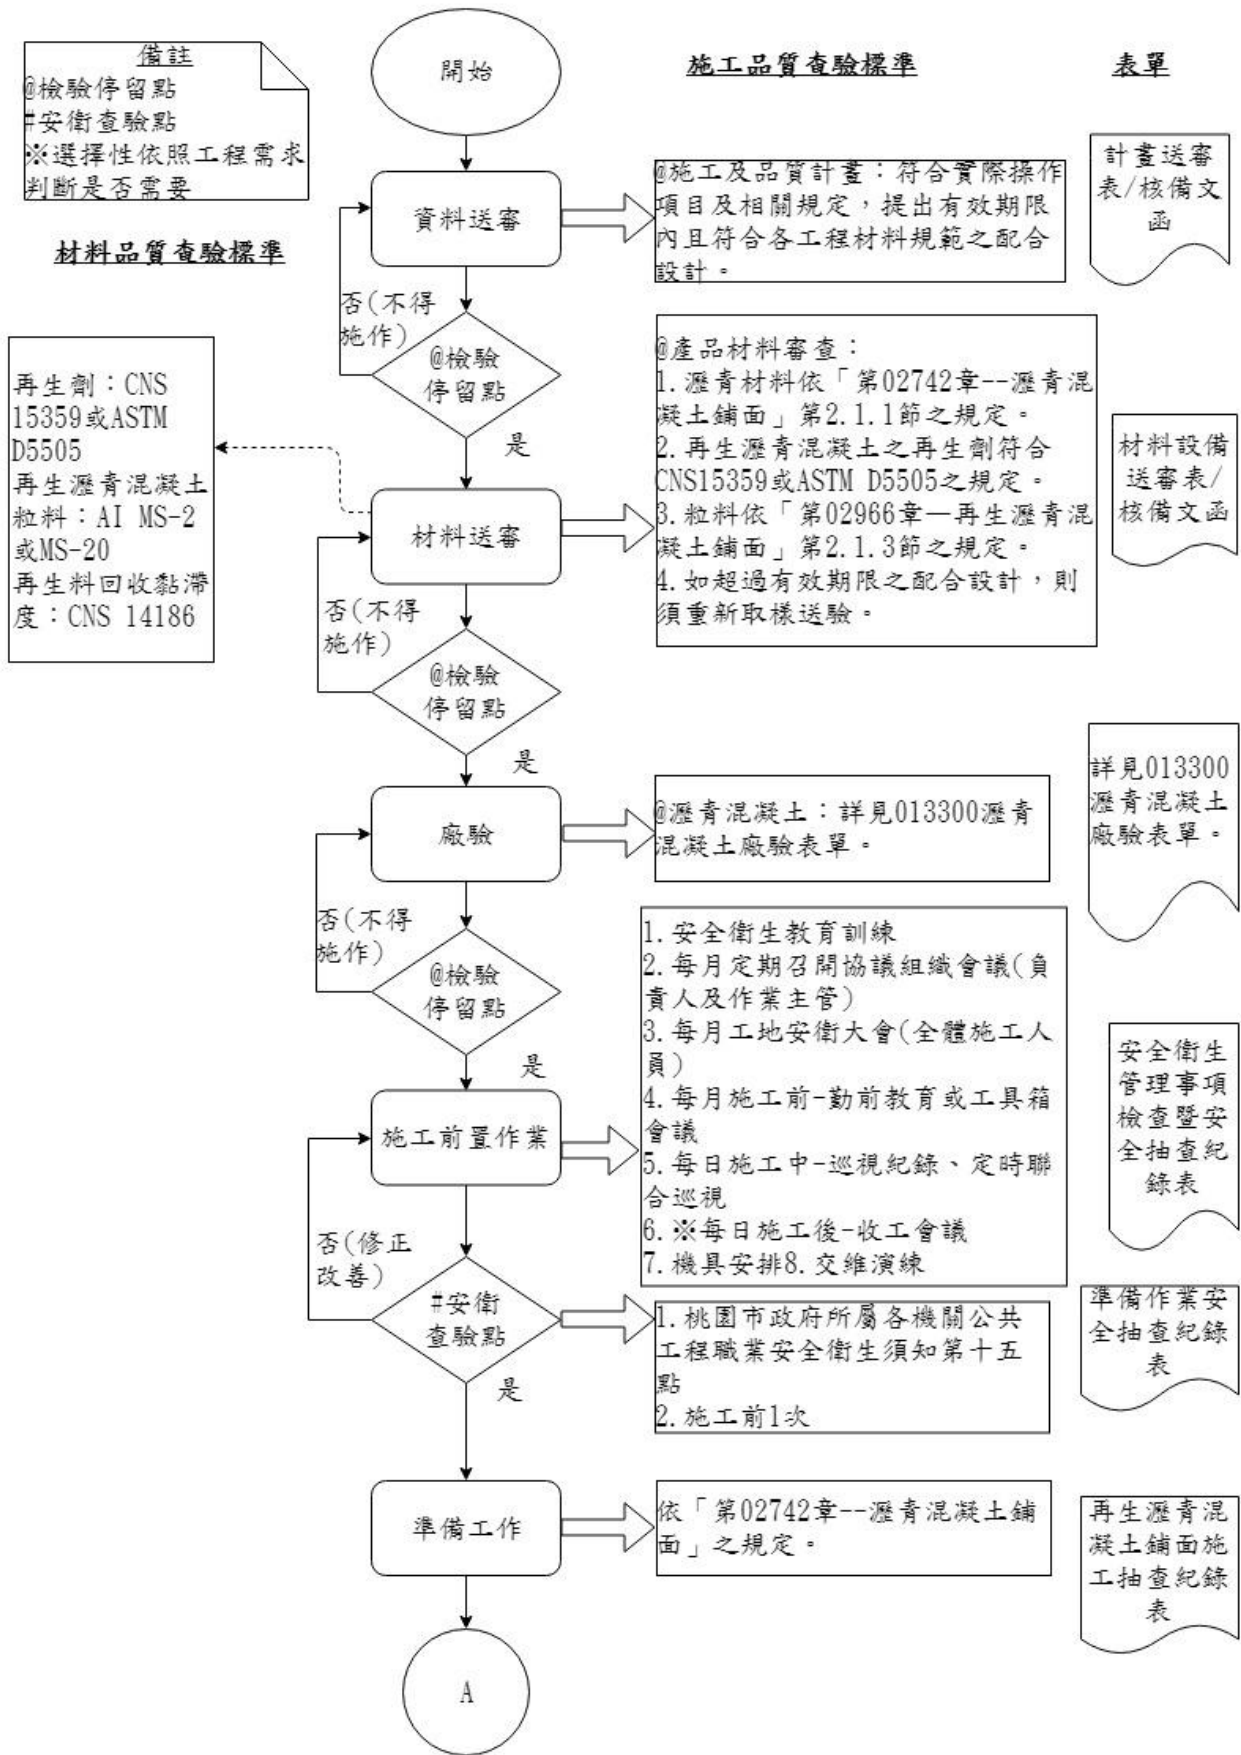 備註
@檢驗停留點
#安衛查驗點
※選擇性依照工程需求
判斷是否需要
開始
施工品質查驗標準
表單
材料品質查驗標準
資料送審
@施工及品質計畫：符合實際操作
項目及相關規定，提出有效期限
內且符合各工程材料規範之配合
設計。
計畫送審
表/核備文
函
否(不得
施作)
@檢驗
停留點
是
再生劑：CNS
15359或ASTM
D5505
再生瀝青混凝土
粒料：AI MS-2
或MS-20
再生料回收黏滯
度：CNS 14186
材料送審
@產品材料審查：
1.瀝青材料依「第02742章--瀝青混
凝土鋪面」第2.1.1節之規定。
2.再生瀝青混凝土之再生劑符合
CNS15359或ASTM D5505之規定。
3.粒料依「第02966章—再生瀝青混
凝土鋪面」第2.1.3節之規定。
4.如超過有效期限之配合設計，則
須重新取樣送驗。
材料設備
送審表/
核備文函
否(不得
施作)
@檢驗
停留點
是
廠驗
@瀝青混凝土：詳見013300瀝青
混凝土廠驗表單。
詳見013300
瀝青混凝土
廠驗表單。
否(不得
施作)
@檢驗
停留點
是
施工前置作業
1.安全衛生教育訓練
2.每月定期召開協議組織會議(負
責人及作業主管)
3.每月工地安衛大會(全體施工人
員)
4.每月施工前-勤前教育或工具箱
會議
5.每日施工中-巡視紀錄、定時聯
合巡視
6.※每日施工後-收工會議
7.機具安排8.交維演練
安全衛生
管理事項
檢查暨安
全抽查紀
錄表
否(修正
改善)
#安衛
查驗點
是
1.桃園市政府所屬各機關公共
工程職業安全衛生須知第十五
點
2.施工前1次
準備作業安
全抽查紀錄
表
準備工作
依「第02742章--瀝青混凝土鋪
面」之規定。
再生瀝青混
凝土鋪面施
工抽查紀錄
表
A